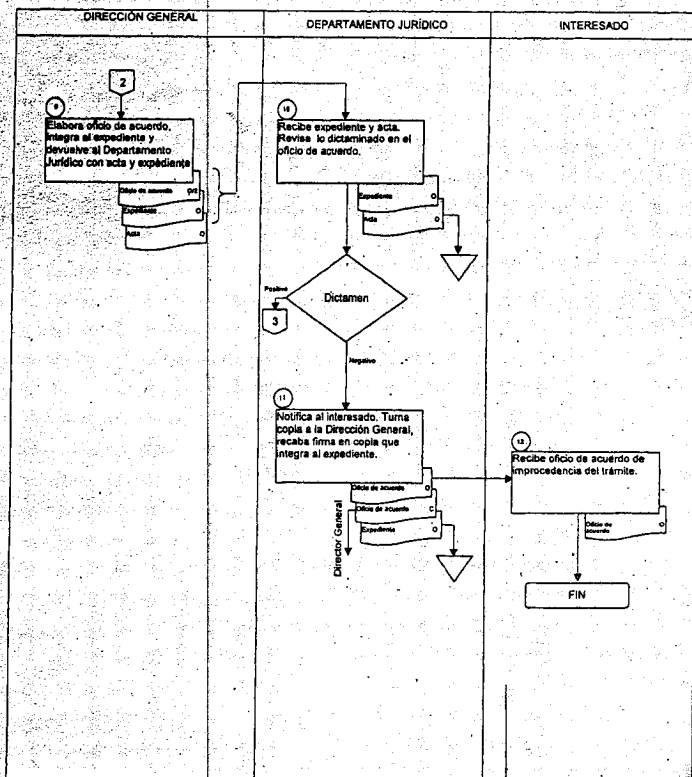 DIRECCIÓN GENERAL
DEPARTAMENTO JURÍDICO
INTERESADO
2
Elabora oficio de acuerdo,
integra al expediente y
devuelve al Departamento
Jurídico con acta y expediente
Oficio de acuerdo O/2
Expediente O
Acta O
10
Recibe expediente y acta.
Revisa lo dictaminado en el
oficio de acuerdo.
Expediente O
Acta O
Dictamen
Positivo
3
Negativo
11
Notifica al interesado. Turna
copia a la Dirección General,
recaba firma en copia que
integra al expediente.
Oficio de acuerdo O
Oficio de acuerdo C
Expediente O
Director General
12
Recibe oficio de acuerdo de
improcedencia del trámite.
Oficio de
acuerdo O
FIN